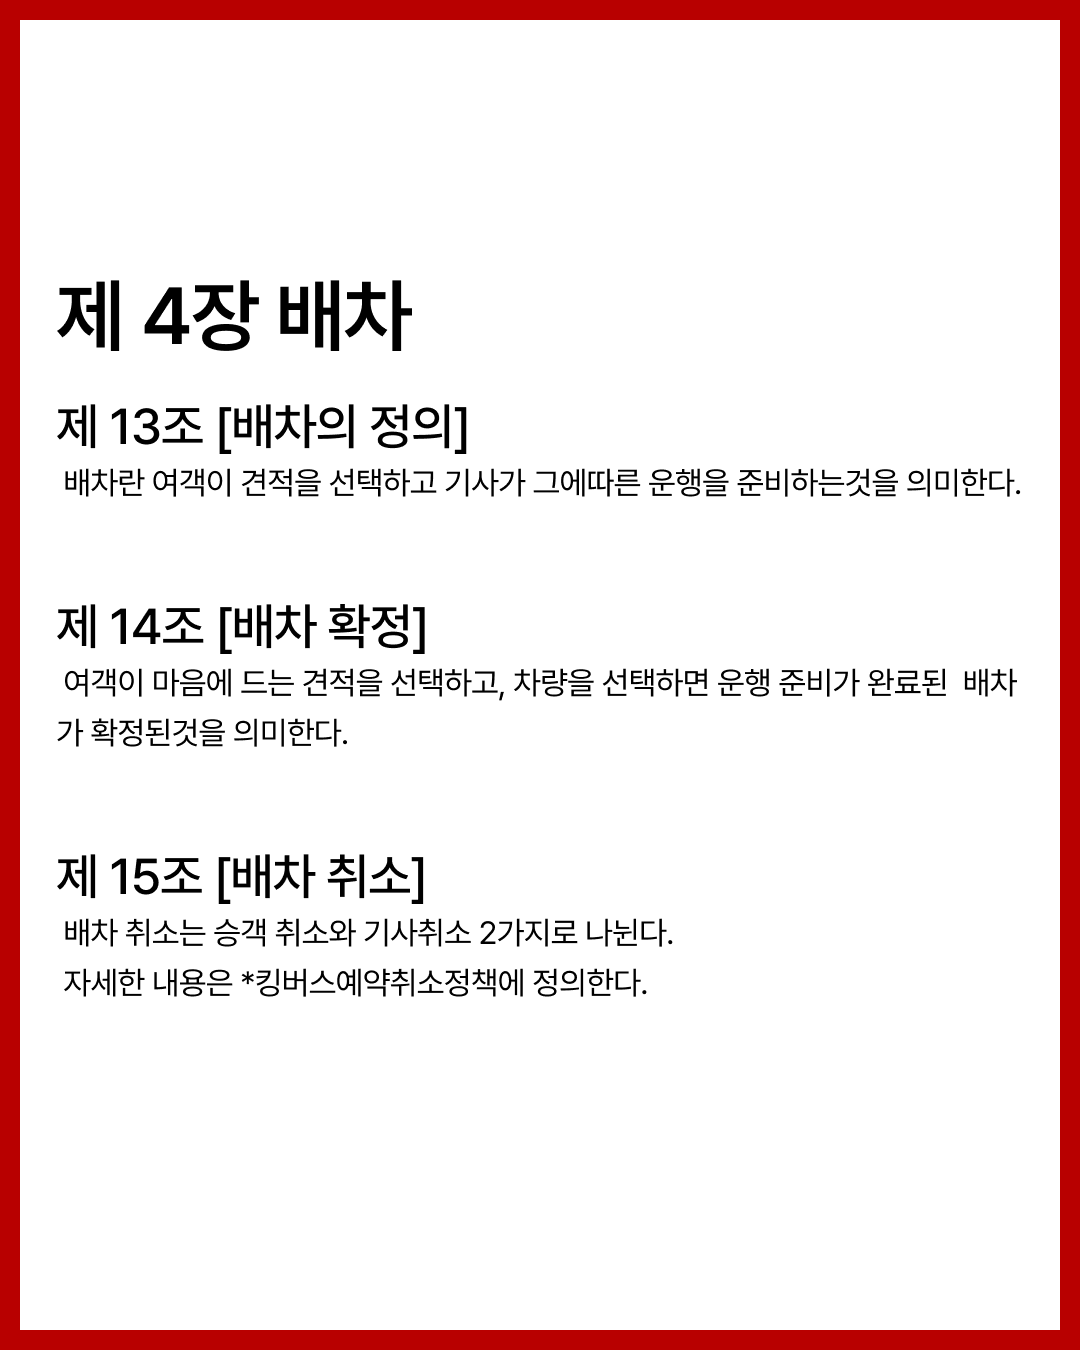 제 4장 배차
제 13조 [배차의 정의]
배차란 여객이 견적을 선택하고 기사가 그에따른 운행을 준비하는것을 의미한다.
제 14조 [배차 확정]
여객이 마음에 드는 견적을 선택하고, 차량을 선택하면 운행 준비가 완료된  배차
가 확정된것을 의미한다.
제 15조 [배차 취소]
배차 취소는 승객 취소와 기사취소 2가지로 나뉜다.
자세한 내용은 *킹버스예약취소정책에 정의한다.